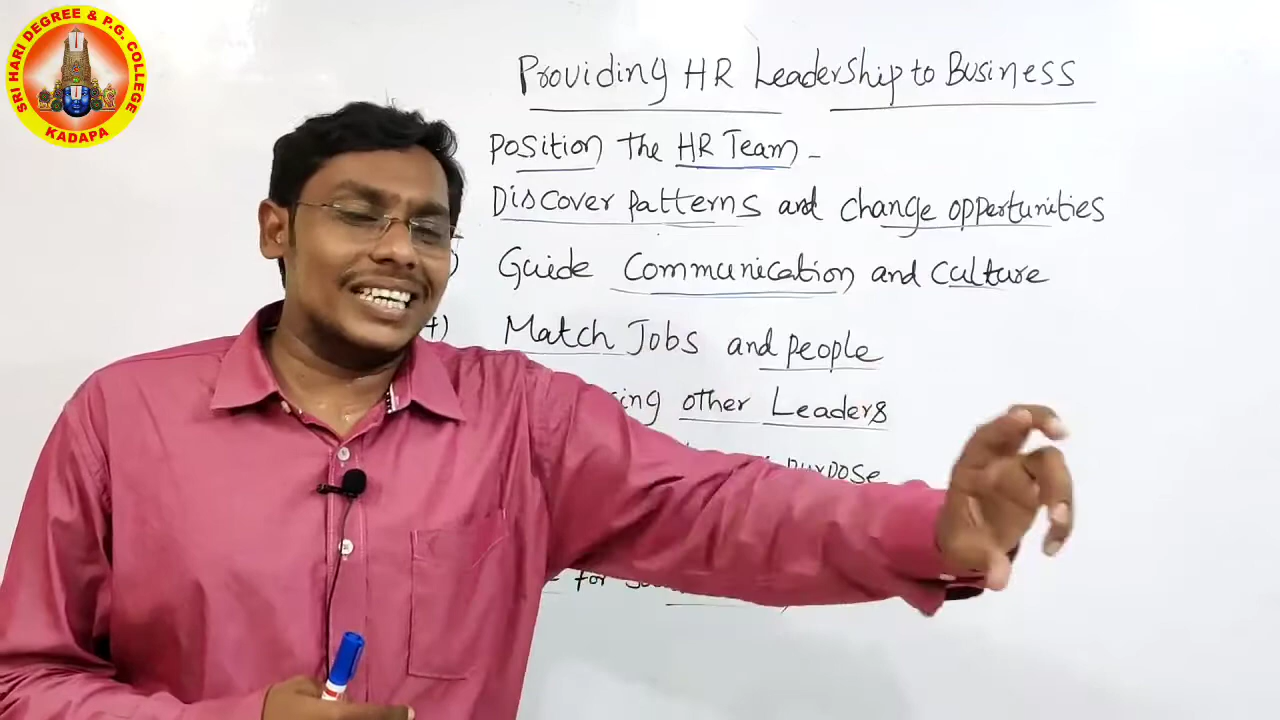 SRI HARI DEGREE & P.G. COLLEGE
KADAPA
Providing HR Leadership to Business
Position The HR Team -
Discover patterns and change oppertunities
) Guide Communication and Culture
4) Match Jobs and people
other Leaders
purpose
for